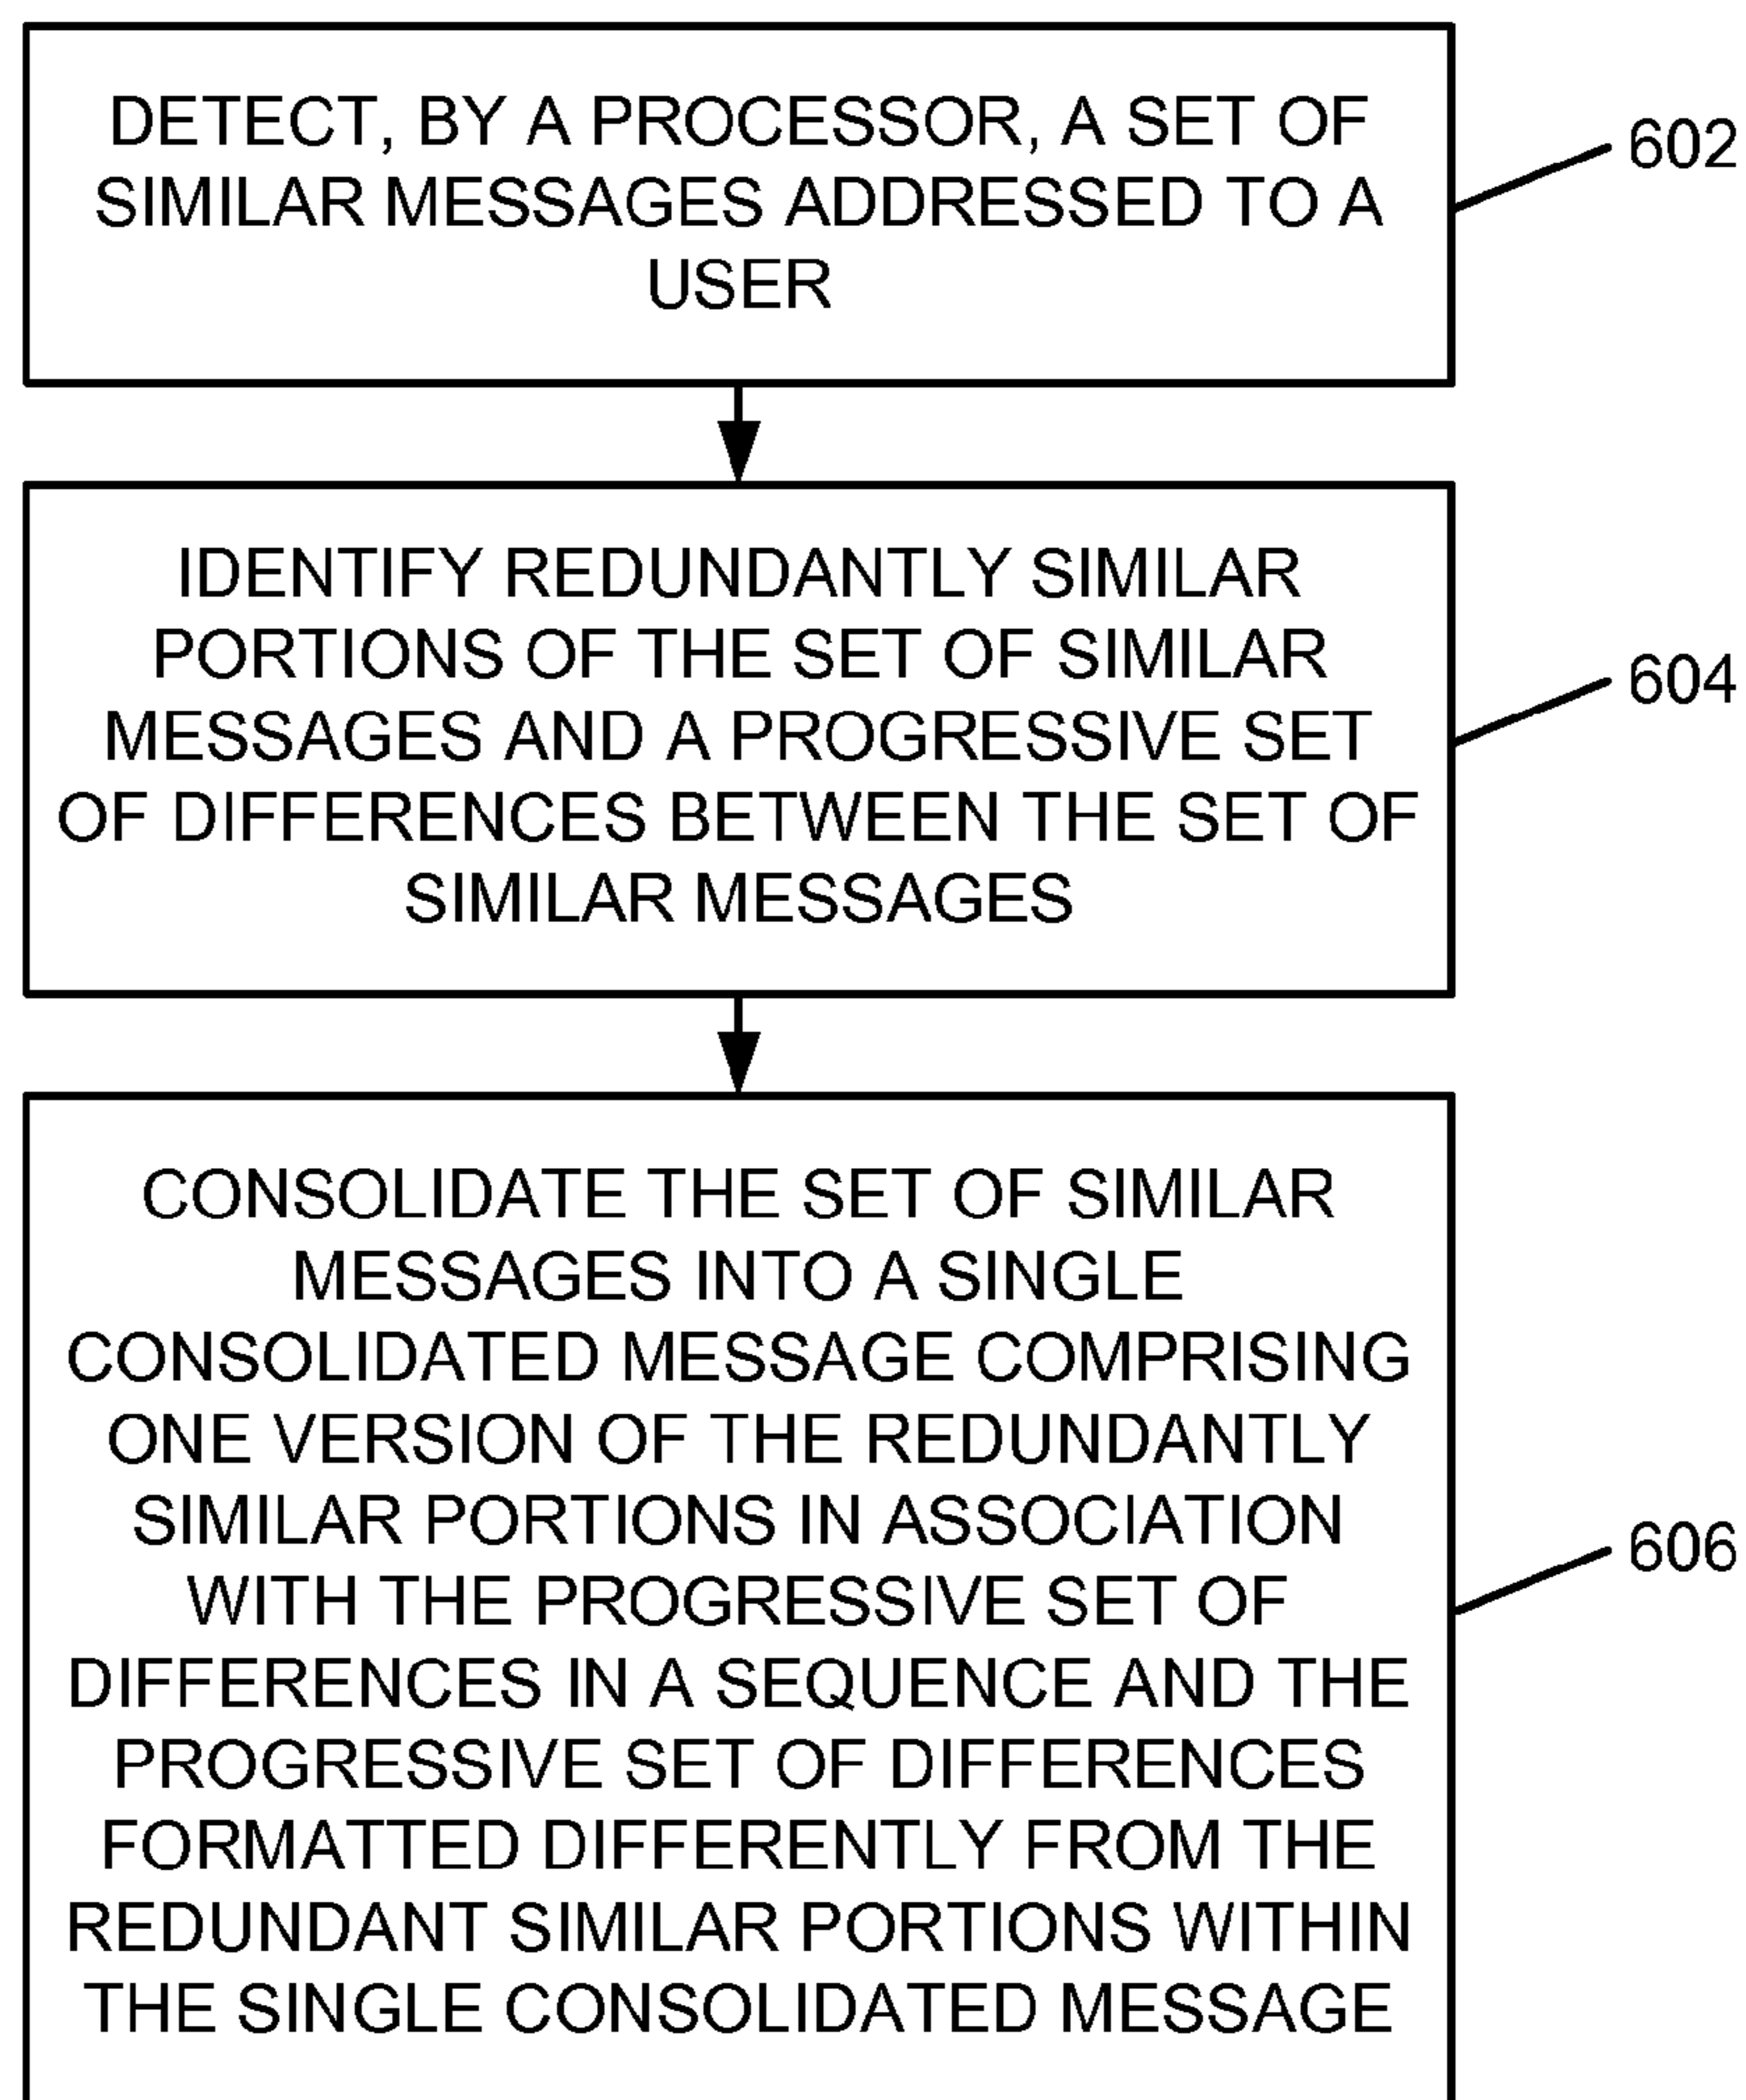 DETECT, BY A PROCESSOR, A SET OF
SIMILAR MESSAGES ADDRESSED TO A
USER
602
IDENTIFY REDUNDANTLY SIMILAR
PORTIONS OF THE SET OF SIMILAR
MESSAGES AND A PROGRESSIVE SET
OF DIFFERENCES BETWEEN THE SET OF
SIMILAR MESSAGES
604
CONSOLIDATE THE SET OF SIMILAR
MESSAGES INTO A SINGLE
CONSOLIDATED MESSAGE COMPRISING
ONE VERSION OF THE REDUNDANTLY
SIMILAR PORTIONS IN ASSOCIATION
WITH THE PROGRESSIVE SET OF
DIFFERENCES IN A SEQUENCE AND THE
PROGRESSIVE SET OF DIFFERENCES
FORMATTED DIFFERENTLY FROM THE
REDUNDANT SIMILAR PORTIONS WITHIN
THE SINGLE CONSOLIDATED MESSAGE
606